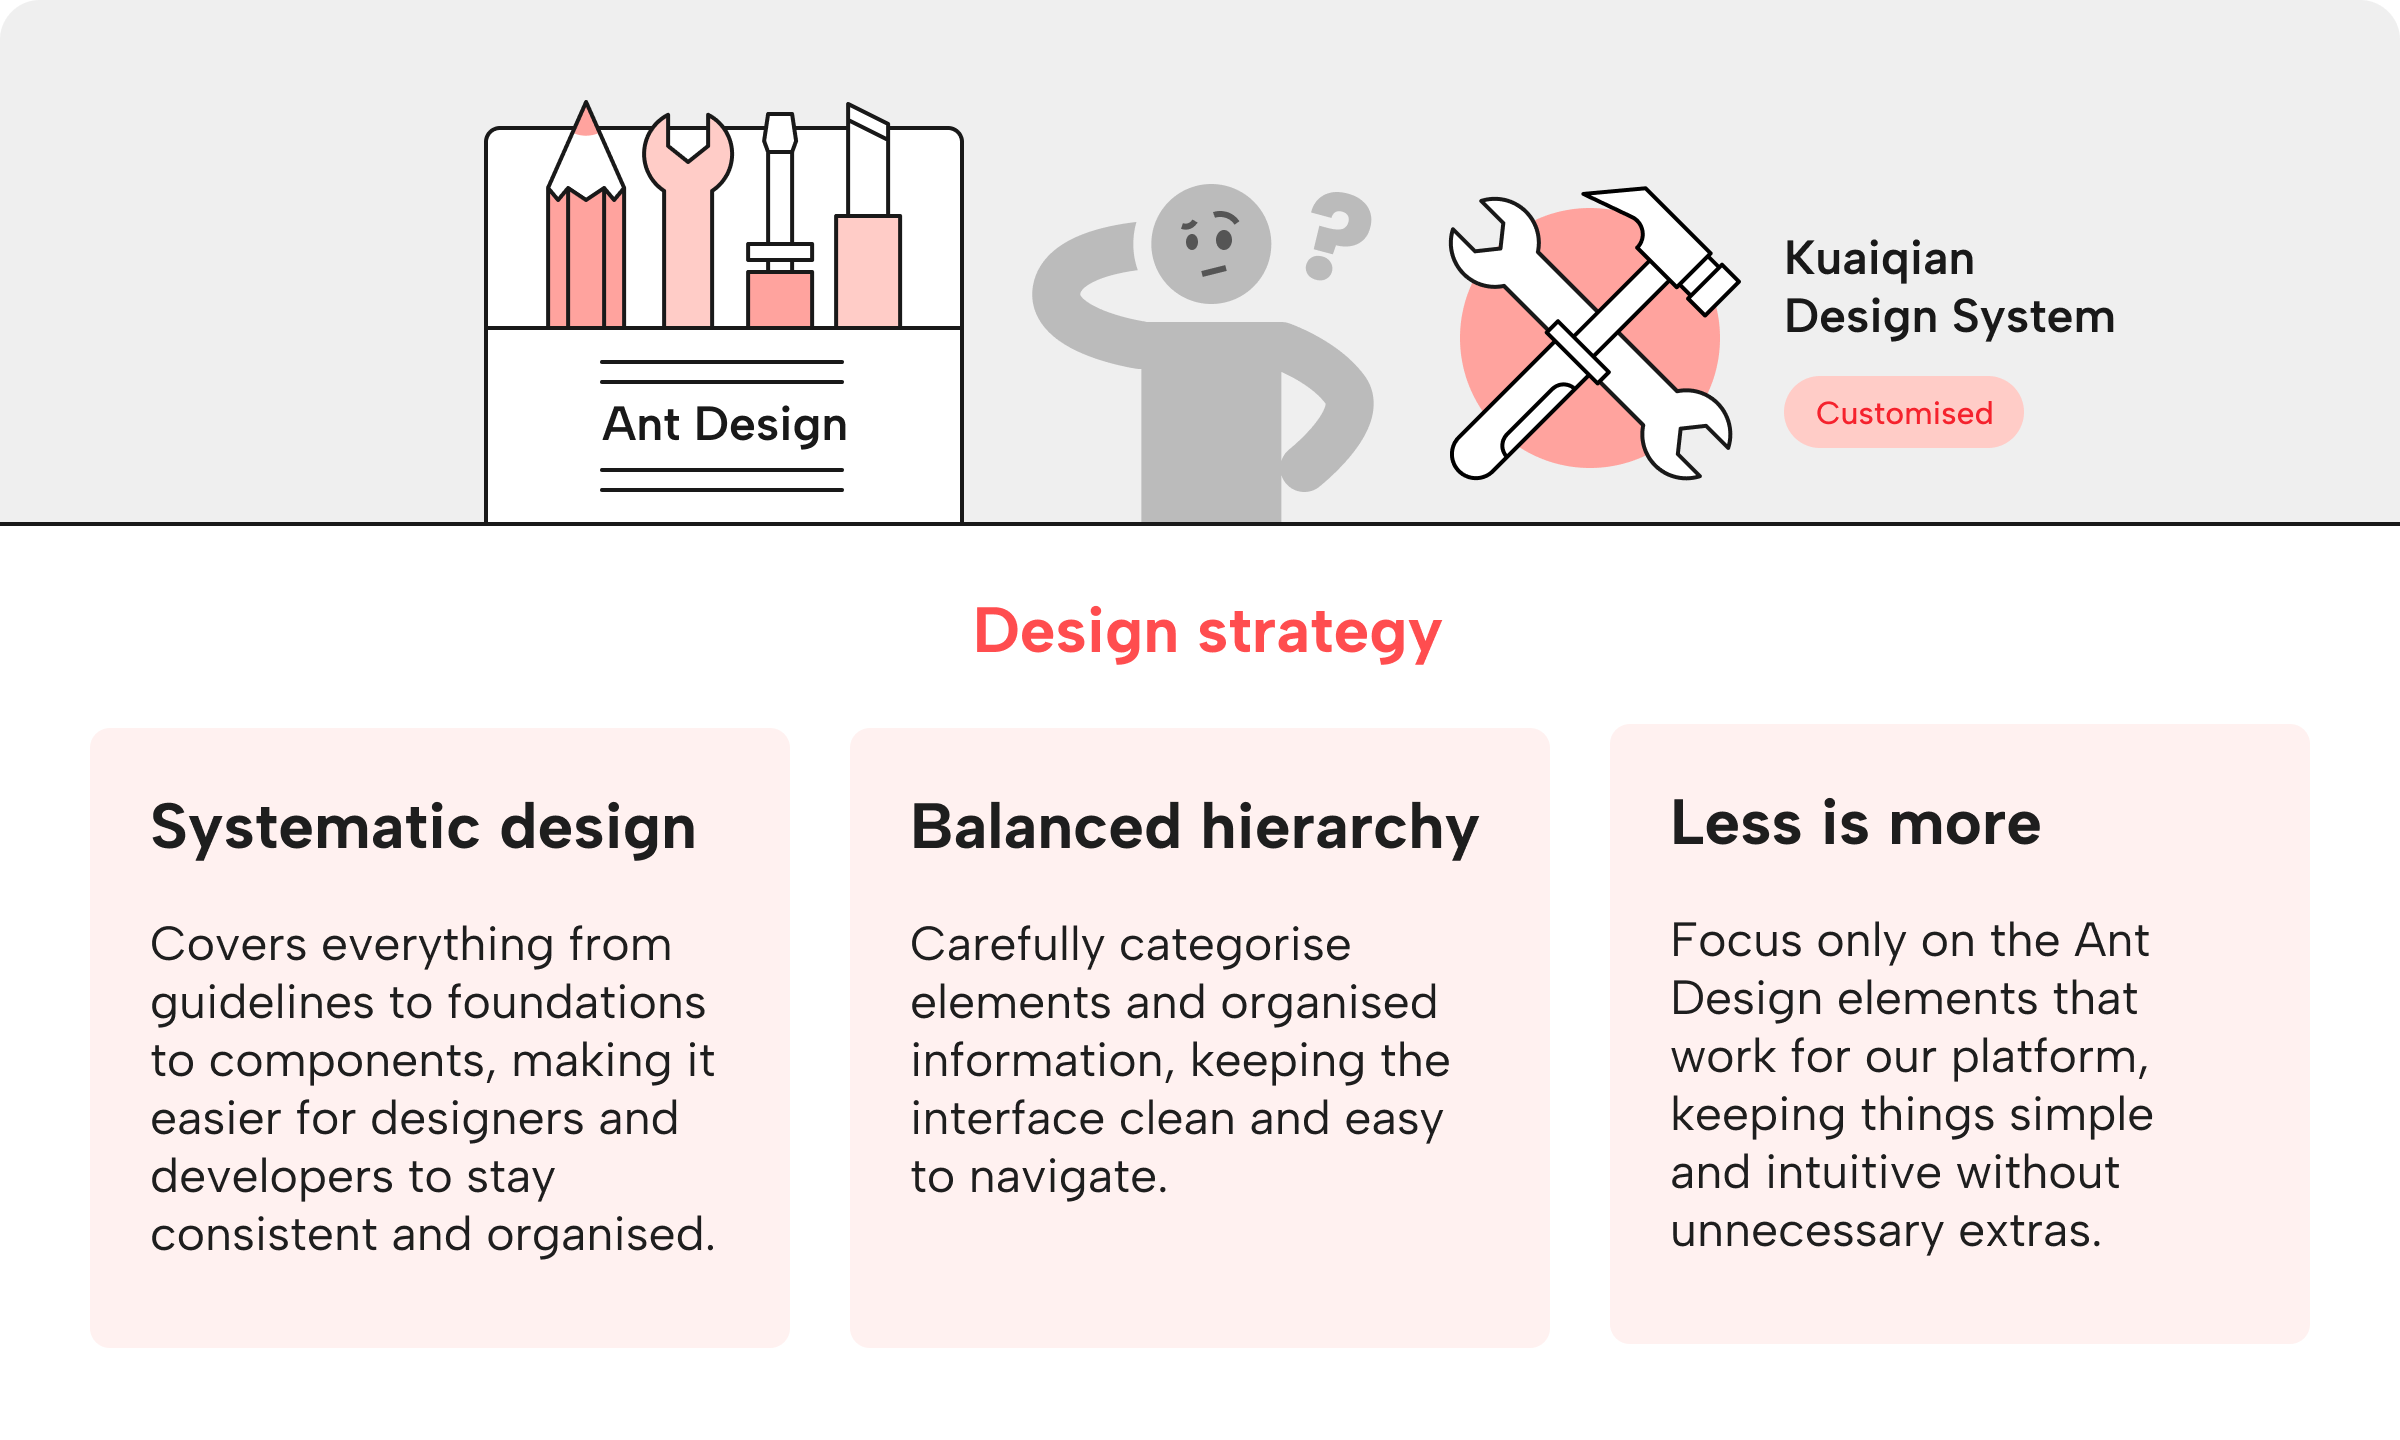 Ant Design
?
Kuaiqian
Design System
Customised
Design strategy
Systematic design
Covers everything from
guidelines to foundations
to components, making it
easier for designers and
developers to stay
consistent and organised.
Balanced hierarchy
Carefully categorise
elements and organised
information, keeping the
interface clean and easy
to navigate.
Less is more
Focus only on the Ant
Design elements that
work for our platform,
keeping things simple
and intuitive without
unnecessary extras.